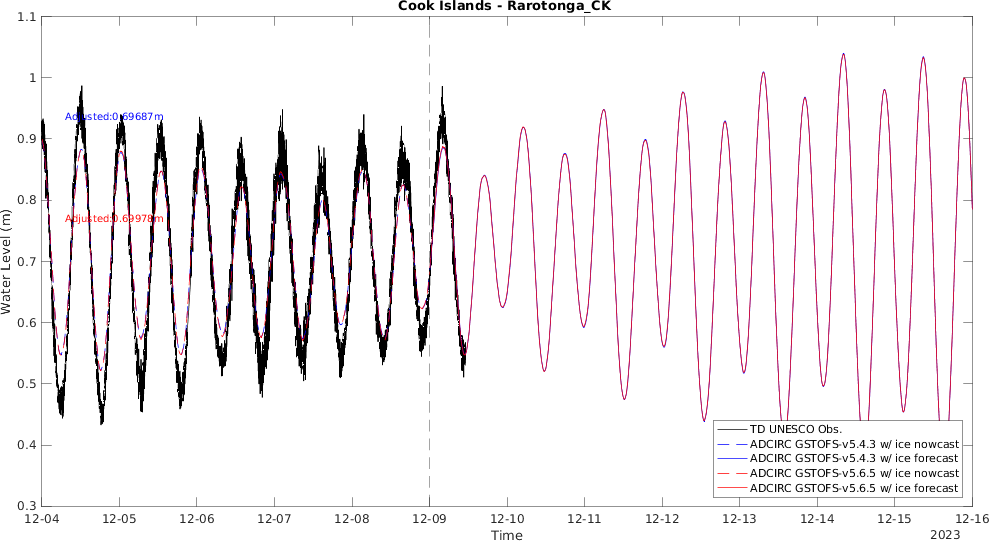 Cook Islands - Rarotonga_CK
1.1
1
0.9
0.8
0.7
0.6
0.5
0.4
0.3
Water Level (m)
Adjusted:0.69687m
Adjusted:0.69978m
TD UNESCO Obs.
ADCIRC GSTOFS-v5.4.3 w/ ice nowcast
ADCIRC GSTOFS-v5.4.3 w/ ice forecast
ADCIRC GSTOFS-v5.6.5 w/ ice nowcast
ADCIRC GSTOFS-v5.6.5 w/ ice forecast
12-04 12-05 12-06 12-07 12-08 12-09 12-10 12-11 12-12 12-13 12-14 12-15 12-16
Time
2023